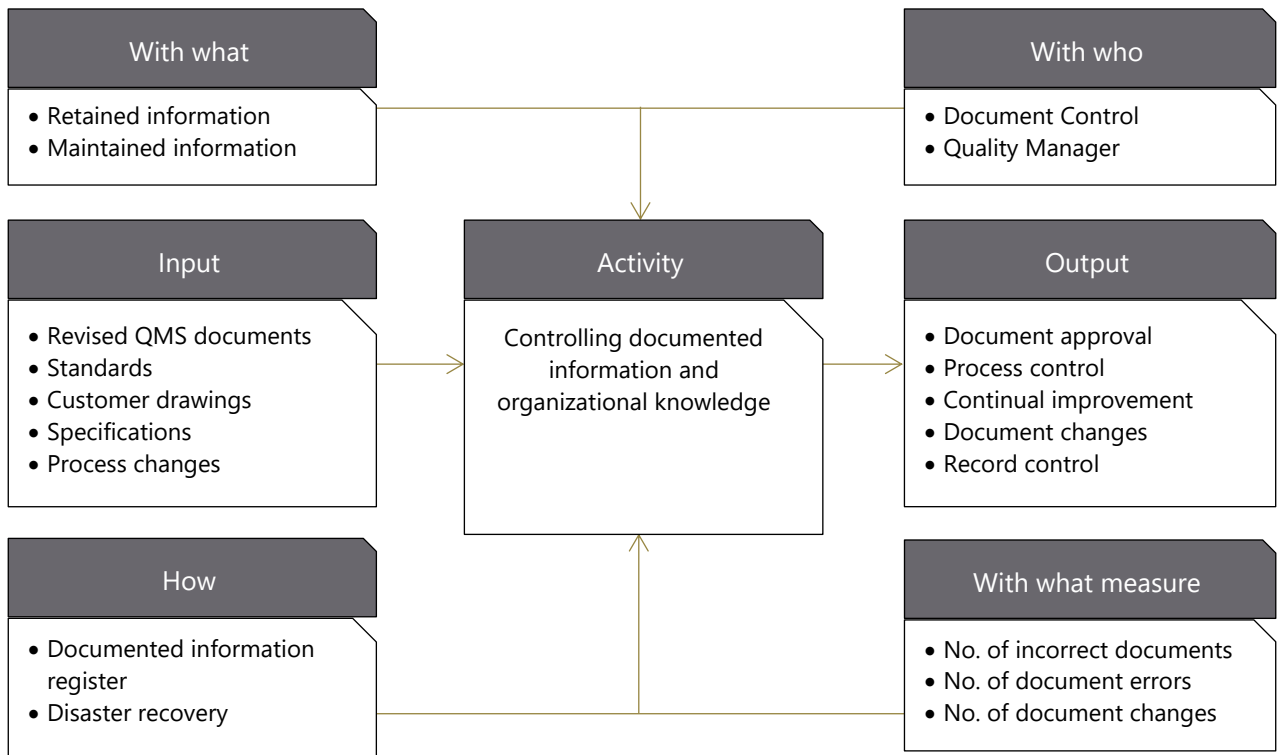 With what
• Retained information
• Maintained information
With who
• Document Control
• Quality Manager
Input
• Revised QMS documents
• Standards
• Customer drawings
• Specifications
• Process changes
Activity
Controlling documented
information and
organizational knowledge
Output
• Document approval
• Process control
• Continual improvement
• Document changes
• Record control
How
• Documented information
register
• Disaster recovery
With what measure
• No. of incorrect documents
• No. of document errors
• No. of document changes